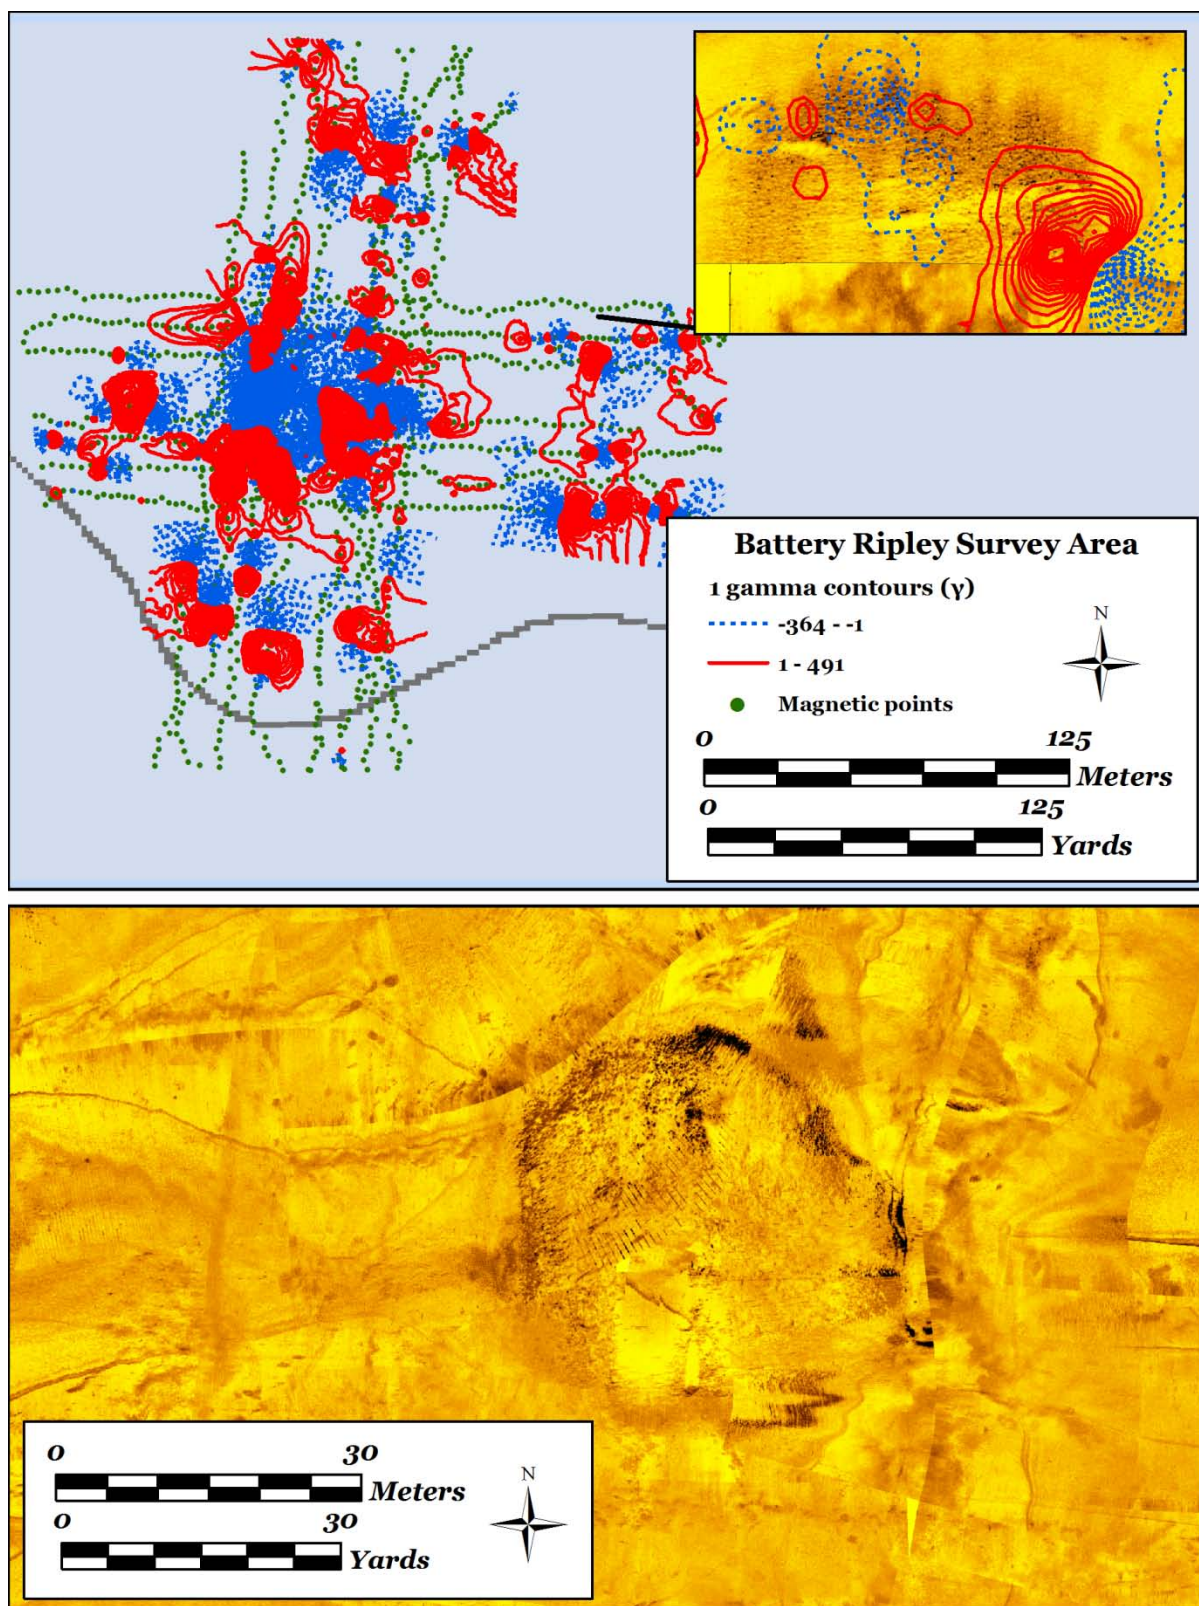 Battery Ripley Survey Area
1 gamma contours (γ)
-364 - -1
1 - 491
Magnetic points
N
0 125
Meters
0 125
Yards
0 30
Meters
0 30
Yards
N